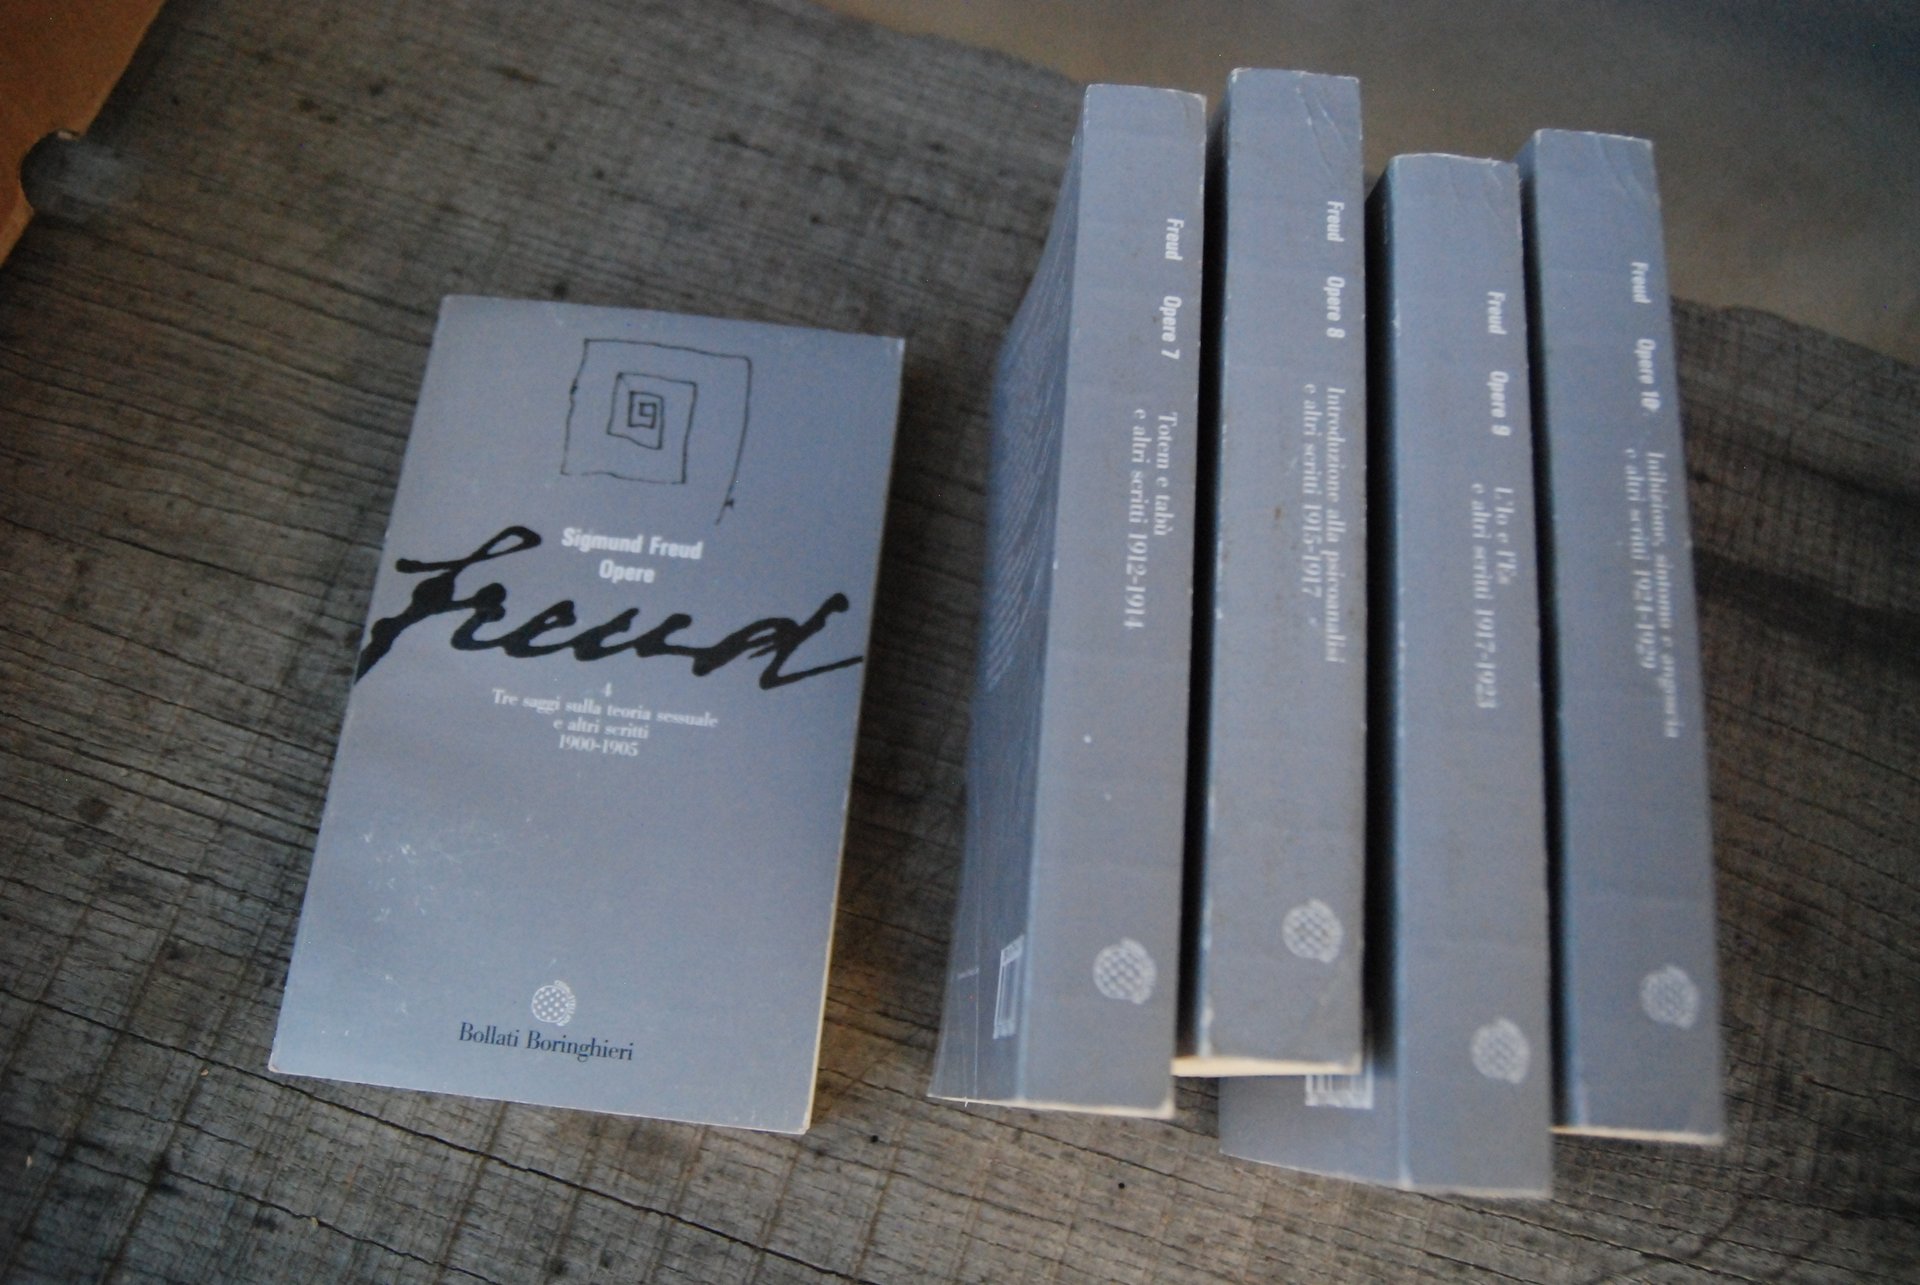 Sigmund Freud
Opere
freud
4
Tre saggi sulla teoria sessuale
e altri scritti
1900-1905
Bollati Boringhieri
Freud Opere 7 Totem e tabù
e altri scritti 1912-1914
Freud Opere 8 Introduzione alla psicoanalisi
e altri scritti 1915-1917
Freud Opere 9 L'Io e l'Es
e altri scritti 1917-1923
Freud Opere 10 Inibizione, sintomo e angoscia
e altri scritti 1924-1929